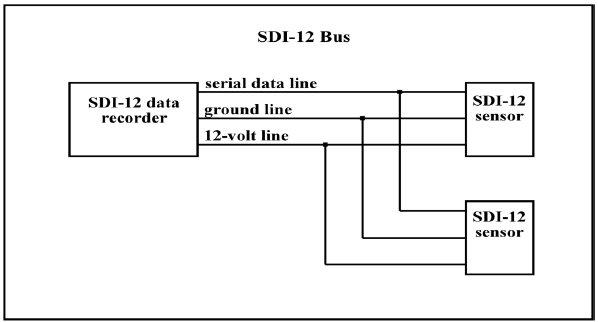 SDI-12 Bus
serial data line
SDI-12 data
recorder
ground line
12-volt line
SDI-12
sensor
SDI-12
sensor